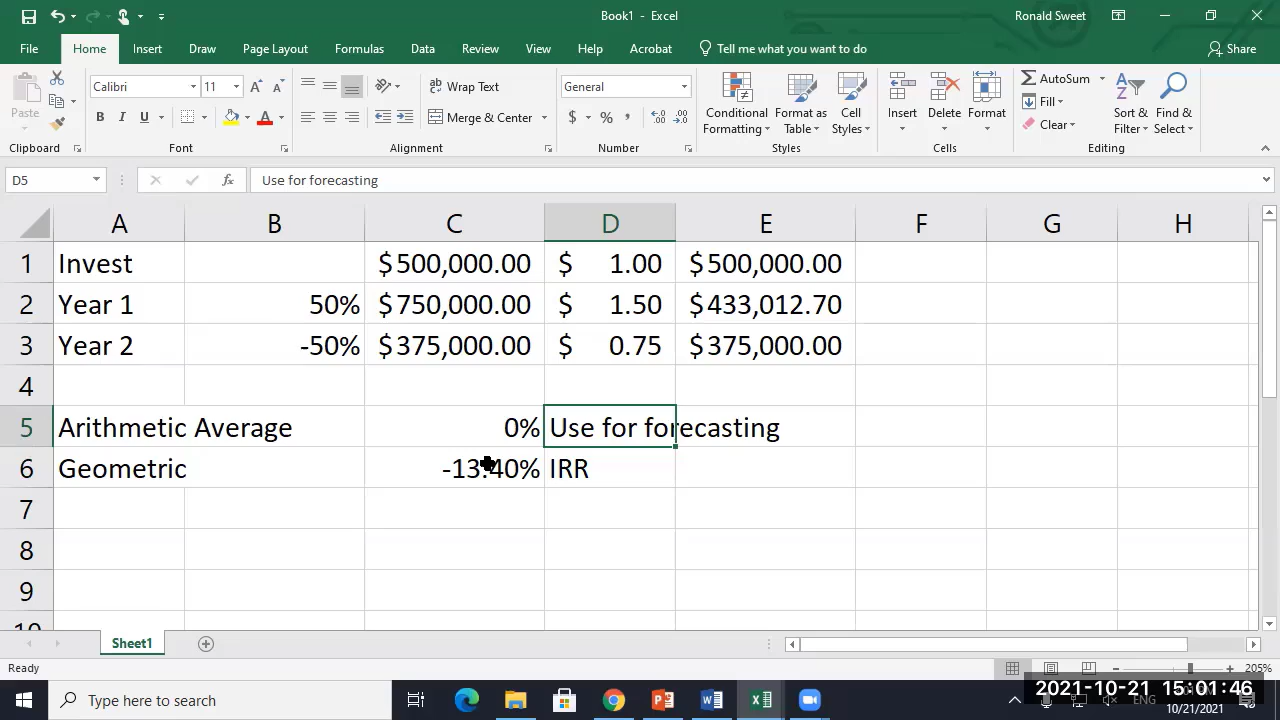 Book1 - Excel
Ronald Sweet
File Home Insert Draw Page Layout Formulas Data Review View Help Acrobat Tell me what you want to do Share
Paste
Calibri 11 A A
B I U A
Wrap Text
Merge & Center
General
$ % ,
Conditional Formatting
Format as Table
Cell Styles
Insert Delete Format
AutoSum
Fill
Clear
Sort & Filter
Find & Select
Clipboard Font Alignment Number Styles Cells Editing
D5 fx Use for forecasting
A B C D E F G H
1 Invest $500,000.00 $ 1.00 $500,000.00
2 Year 1 50% $750,000.00 $ 1.50 $433,012.70
3 Year 2 -50% $375,000.00 $ 0.75 $375,000.00
4
5 Arithmetic Average 0% Use for forecasting
6 Geometric -13.40% IRR
7
8
9
10
Sheet1
Ready 205%
Type here to search
2021-10-21 15:01:46
ENG
10/21/2021